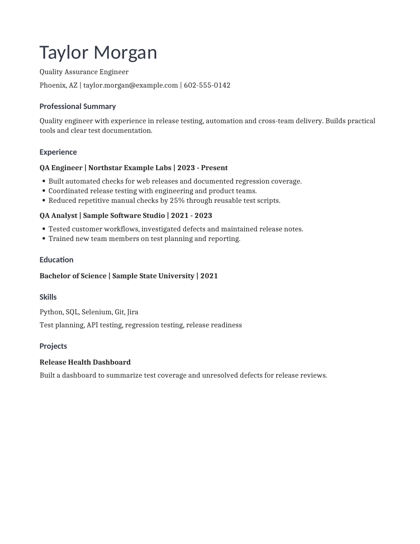 Taylor Morgan
Quality Assurance Engineer
Phoenix, AZ | taylor.morgan@example.com | 602-555-0142
Professional Summary
Quality engineer with experience in release testing, automation and cross-team delivery. Builds practical
tools and clear test documentation.
Experience
QA Engineer | Northstar Example Labs | 2023 - Present
• Built automated checks for web releases and documented regression coverage.
• Coordinated release testing with engineering and product teams.
• Reduced repetitive manual checks by 25% through reusable test scripts.
QA Analyst | Sample Software Studio | 2021 - 2023
• Tested customer workflows, investigated defects and maintained release notes.
• Trained new team members on test planning and reporting.
Education
Bachelor of Science | Sample State University | 2021
Skills
Python, SQL, Selenium, Git, Jira
Test planning, API testing, regression testing, release readiness
Projects
Release Health Dashboard
Built a dashboard to summarize test coverage and unresolved defects for release reviews.